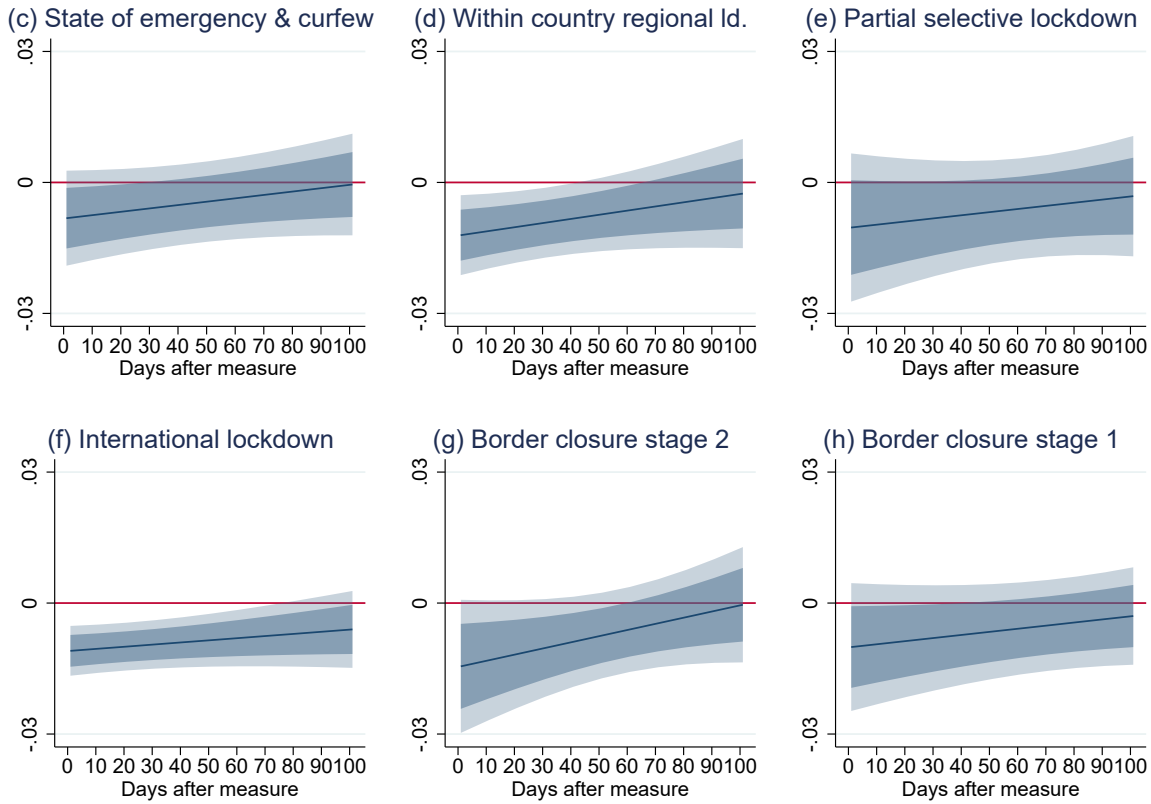 (c) State of emergency & curfew
.03
0
-.03
0 10 20 30 40 50 60 70 80 90100
Days after measure
(d) Within country regional ld.
.03
0
-.03
0 10 20 30 40 50 60 70 80 90100
Days after measure
(e) Partial selective lockdown
.03
0
-.03
0 10 20 30 40 50 60 70 80 90100
Days after measure
(f) International lockdown
.03
0
-.03
0 10 20 30 40 50 60 70 80 90100
Days after measure
(g) Border closure stage 2
.03
0
-.03
0 10 20 30 40 50 60 70 80 90100
Days after measure
(h) Border closure stage 1
.03
0
-.03
0 10 20 30 40 50 60 70 80 90100
Days after measure